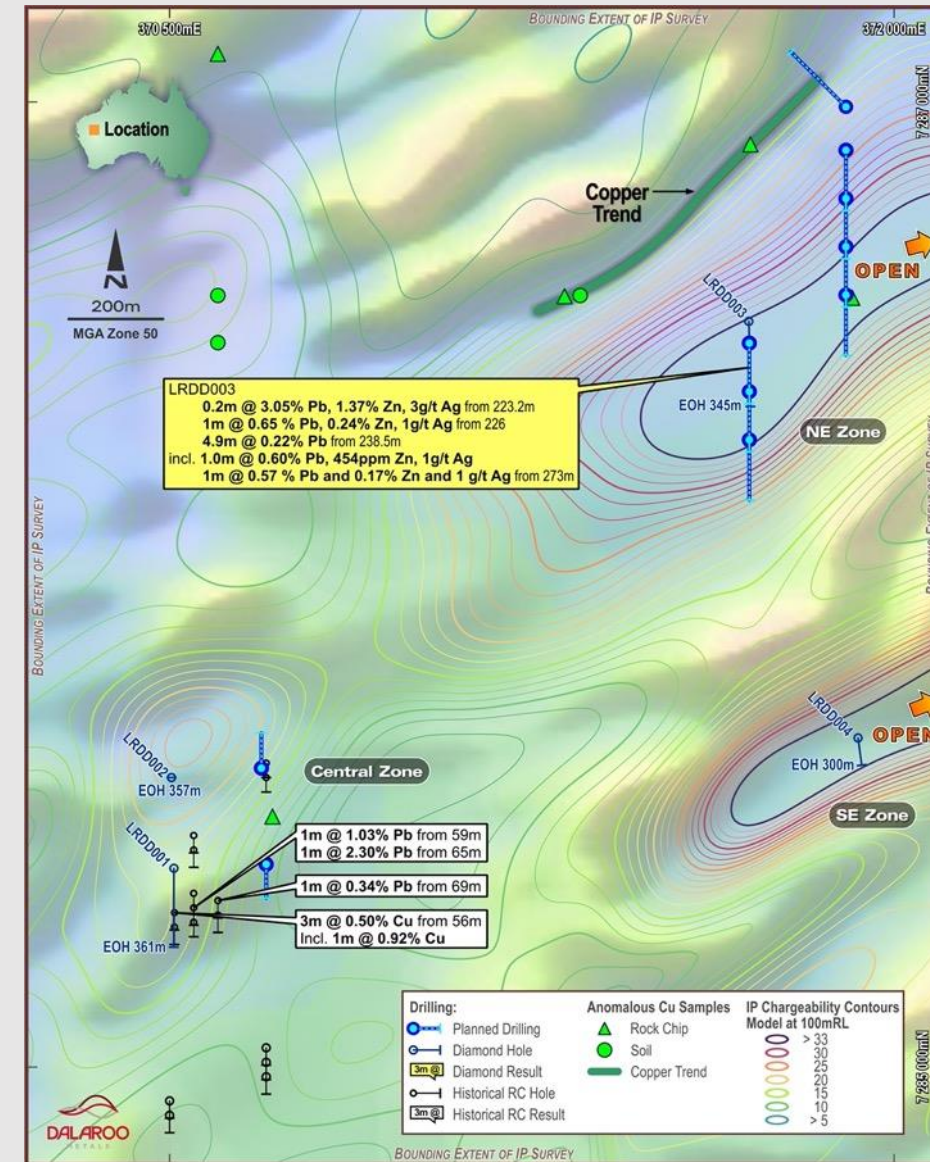 BOUNDING EXTENT OF IP SURVEY
370 500mE
372 000mE
7 287 000mN
Location
N
200m
MGA Zone 50
Copper
Trend
OPEN
LRDD003
LRDD003
0.2m @ 3.05% Pb, 1.37% Zn, 3g/t Ag from 223.2m
1m @ 0.65 % Pb, 0.24% Zn, 1g/t Ag from 226
4.9m @ 0.22% Pb from 238.5m
incl. 1.0m @ 0.60% Pb, 454ppm Zn, 1g/t Ag
1m @ 0.57 % Pb and 0.17% Zn and 1 g/t Ag from 273m
EOH 345m
NE Zone
BOUNDING EXTENT OF IP SURVEY
BOUNDING EXTENT OF IP SURVEY
LRDD004
OPEN
EOH 300m
SE Zone
LRDD002
EOH 357m
Central Zone
LRDD001
1m @ 1.03% Pb from 59m
1m @ 2.30% Pb from 65m
1m @ 0.34% Pb from 69m
3m @ 0.50% Cu from 56m
Incl. 1m @ 0.92% Cu
EOH 361m
Drilling:
Planned Drilling
Diamond Hole
3m @
Diamond Result
Historical RC Hole
3m @
Historical RC Result
Anomalous Cu Samples
Rock Chip
Soil
Copper Trend
IP Chargeability Contours
Model at 100mRL
> 33
30
25
20
15
10
> 5
7 285 000mN
DALAROO
METALS
BOUNDING EXTENT OF IP SURVEY